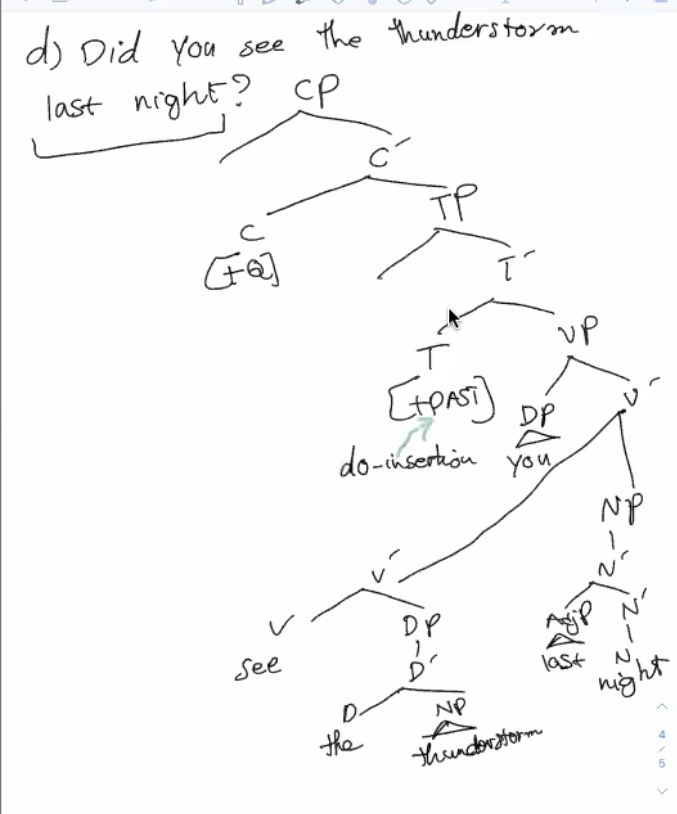 d) Did you see the thunderstorm
last night?
CP
C′
C
TP
[+Q]
T′
T
VP
[+PAST]
DP
V′
do-insertion
you
NP
N′
V′
V
DP
AdjP
N′
see
D′
last
N
night
D
NP
the
thunderstorm
4
/
5